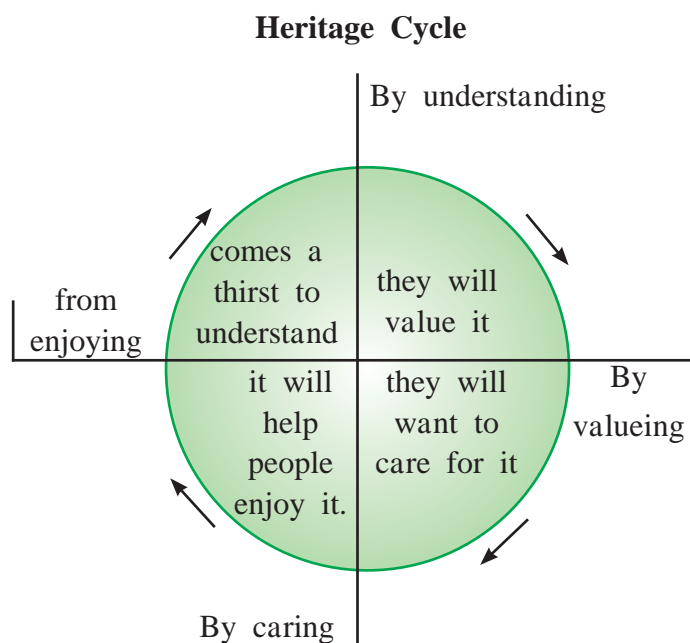 Heritage Cycle
By understanding
comes a
thirst to
understand
they will
value it
from
enjoying
it will
help
people
enjoy it.
they will
want to
care for it
By
valueing
By caring